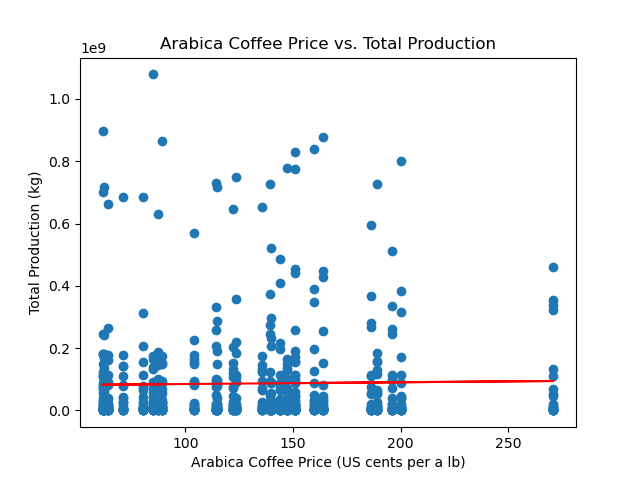 Arabica Coffee Price vs. Total Production
1e9
1.0
0.8
0.6
0.4
0.2
0.0
Total Production (kg)
100 150 200 250
Arabica Coffee Price (US cents per a lb)